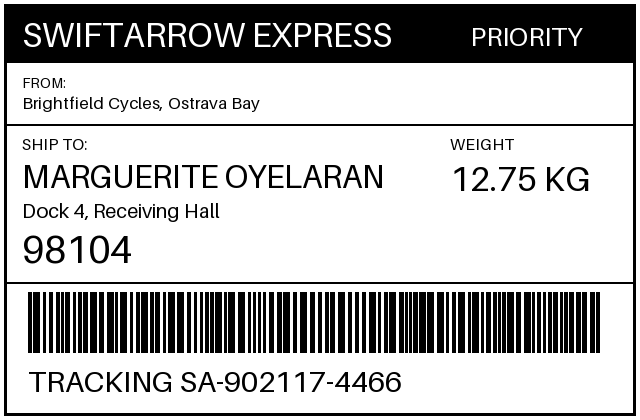 SWIFTARROW EXPRESS
PRIORITY
FROM:
Brightfield Cycles, Ostrava Bay
SHIP TO:
MARGUERITE OYELARAN
Dock 4, Receiving Hall
98104
WEIGHT
12.75 KG
TRACKING SA-902117-4466